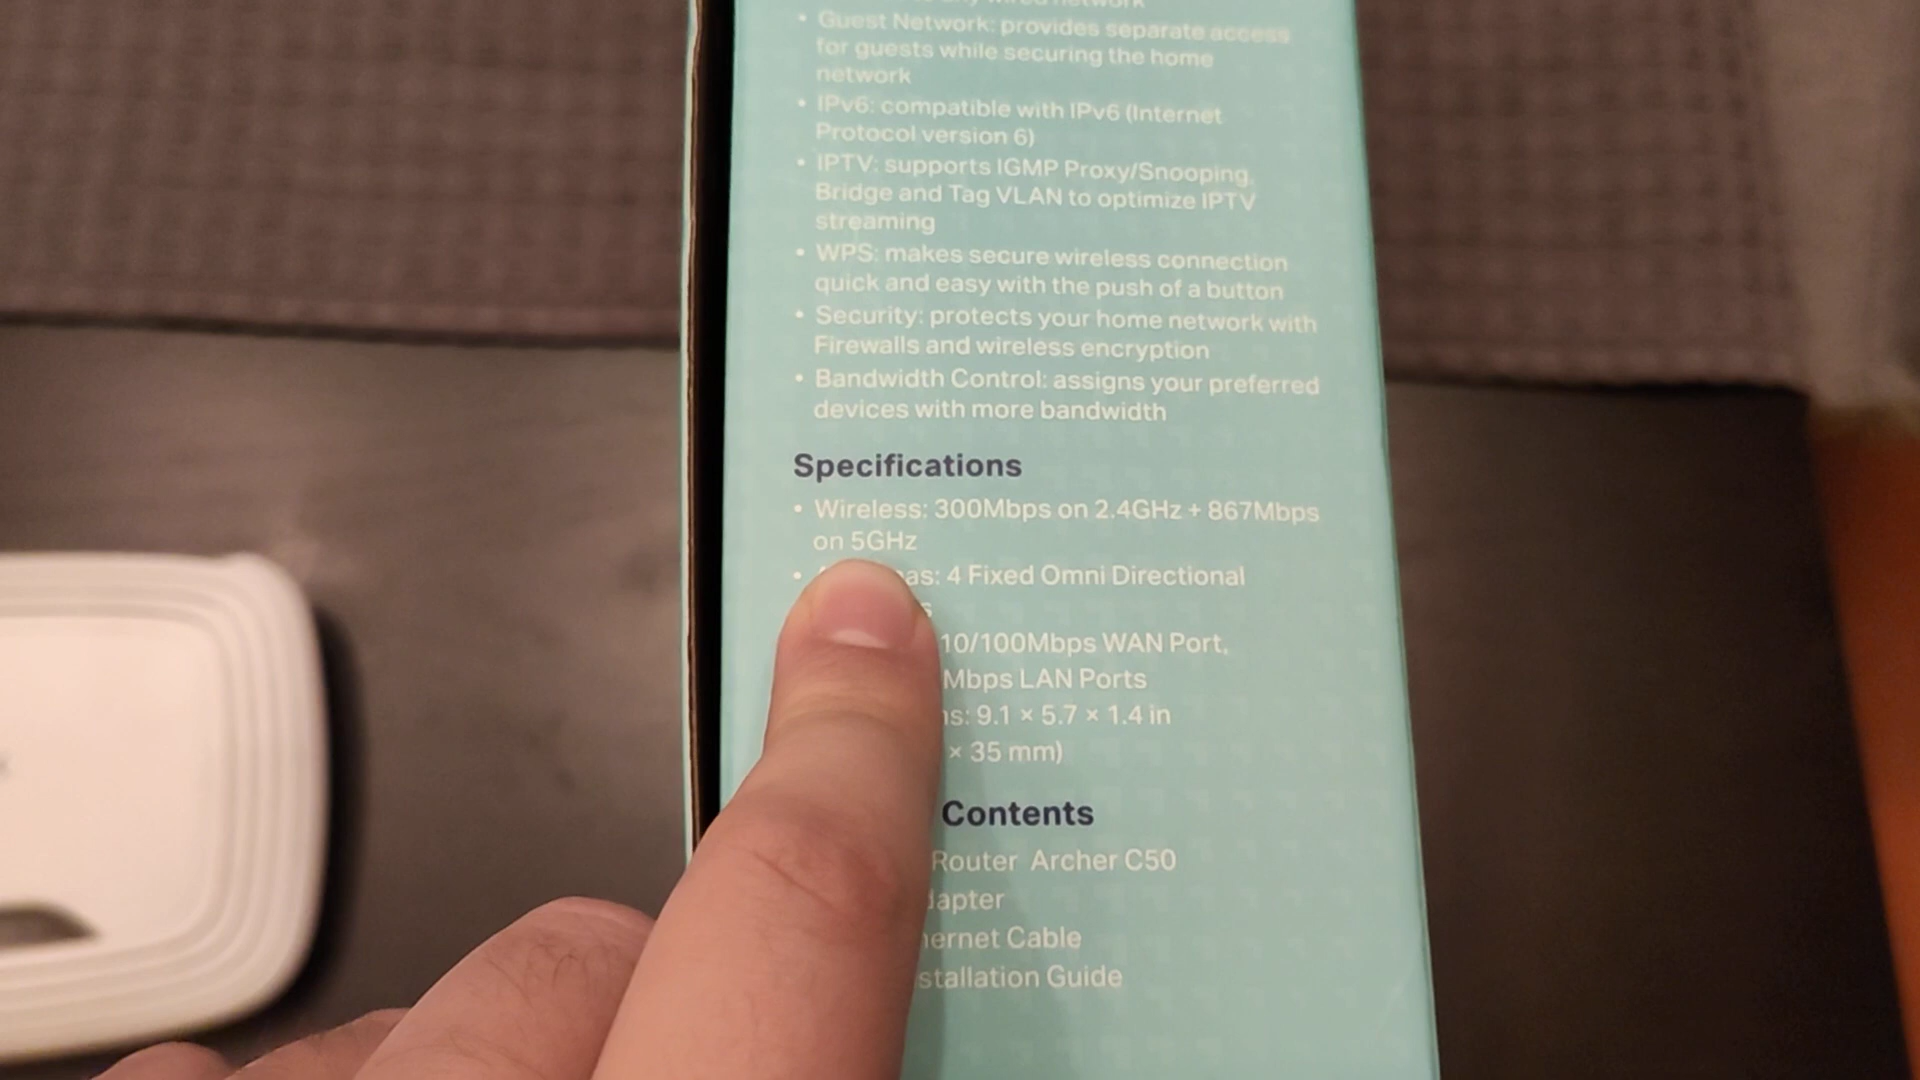 wired network
• Guest Network: provides separate access
for guests while securing the home
network
• IPv6: compatible with IPv6 (Internet
Protocol version 6)
• IPTV: supports IGMP Proxy/Snooping,
Bridge and Tag VLAN to optimize IPTV
streaming
• WPS: makes secure wireless connection
quick and easy with the push of a button
• Security: protects your home network with
Firewalls and wireless encryption
• Bandwidth Control: assigns your preferred
devices with more bandwidth
Specifications
• Wireless: 300Mbps on 2.4GHz + 867Mbps
on 5GHz
• 4 Fixed Omni Directional
10/100Mbps WAN Port,
Mbps LAN Ports
9.1 × 5.7 × 1.4 in
× 35 mm)
Contents
Router Archer C50
Cable
Guide